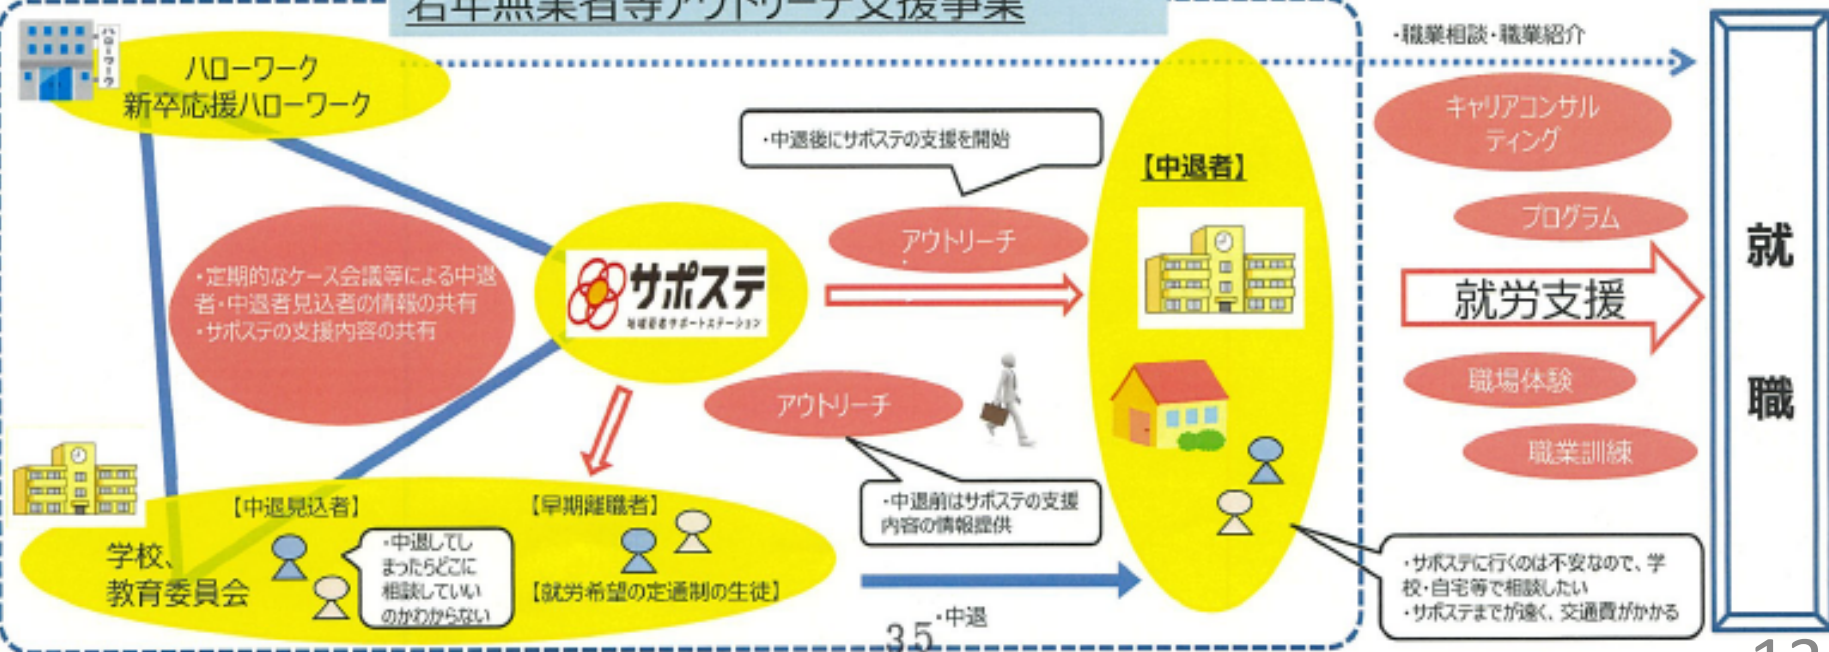 若年無業者等アウトリーチ支援事業
ハローワーク
ハローワーク
新卒応援ハローワーク
・職業相談・職業紹介
キャリアコンサル
ティング
・中退後にサポステの支援を開始
【中退者】
プログラム
アウトリーチ
・定期的なケース会議等による中退
者・中退者見込者の情報の共有
・サポステの支援内容の共有
サポステ
地域若者サポートステーション
就労支援
就職
アウトリーチ
職場体験
職業訓練
・中退前はサポステの支援
内容の情報提供
【中退見込者】
【早期離職者】
・中退してし
まったらどこに
相談していい
のかわからない
学校、
教育委員会
【就労希望の定通制の生徒】
・サポステに行くのは不安なので、学
校・自宅等で相談したい
・サポステまでが遠く、交通費がかかる
・中退
35